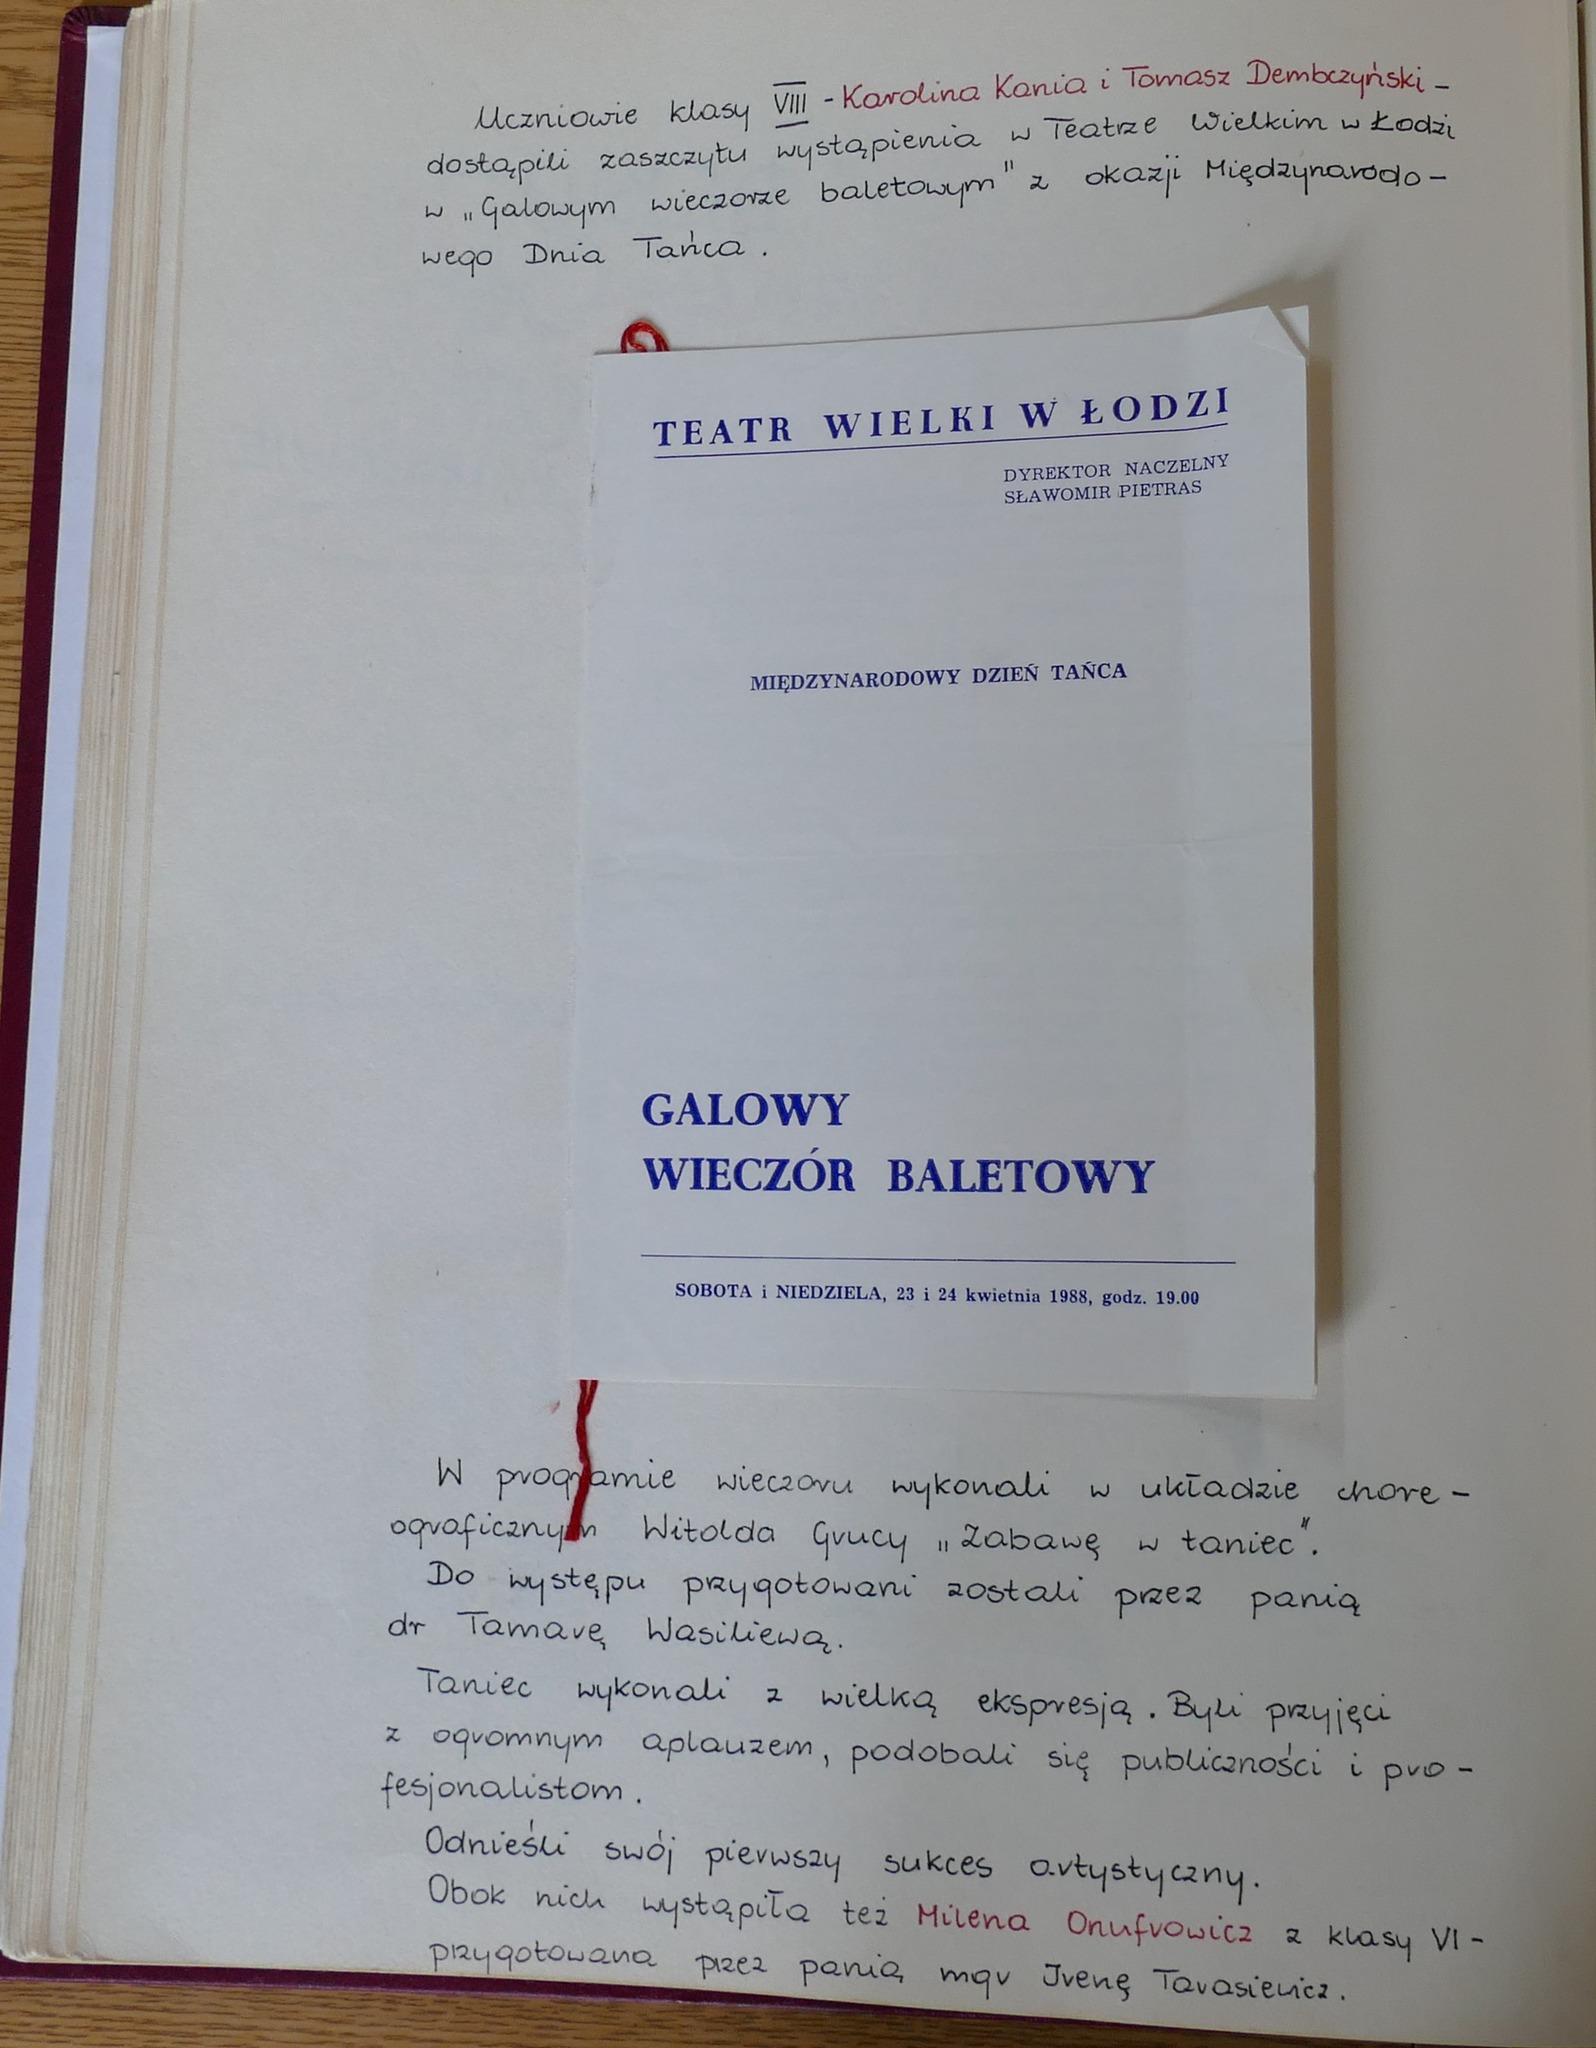 Uczniowie klasy VIII - Karolina Kania i Tomasz Dembczyński -
dostąpili zaszczytu wystąpienia w Teatrze Wielkim w Łodzi
w „Galowym wieczorze baletowym" z okazji Międzynarodo-
wego Dnia Tańca.
TEATR WIELKI W ŁODZI
DYREKTOR NACZELNY
SŁAWOMIR PIETRAS
MIĘDZYNARODOWY DZIEŃ TAŃCA
GALOWY
WIECZÓR BALETOWY
SOBOTA i NIEDZIELA, 23 i 24 kwietnia 1988, godz. 19.00
W programie wieczoru wykonali w układzie chore-
ograficznym Witolda Grucy „Zabawę w taniec".
Do występu przygotowani zostali przez panią
dr Tamarę Wasiliewą.
Taniec wykonali z wielką ekspresją. Byli przyjęci
z ogromnym aplauzem, podobali się publiczności i pro-
fesjonalistom.
Odnieśli swój pierwszy sukces artystyczny.
Obok nich wystąpiła też Milena Onufrowicz z klasy VI -
przygotowana przez panią mgr Irenę Tarasiewicz.